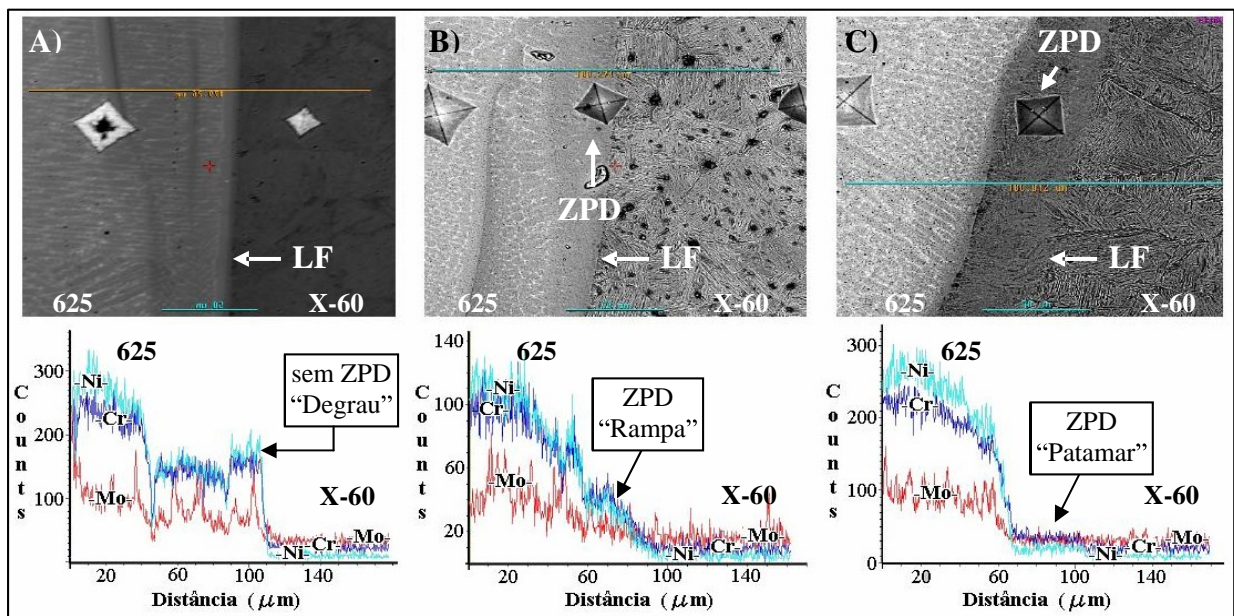 A)
LF
625
X-60
B)
ZPD
LF
625
X-60
C)
ZPD
LF
625
X-60
Counts
300
200
100
625
-Ni-
-Cr-
-Mo-
sem ZPD
“Degrau”
X-60
-Ni-
-Cr-
-Mo-
20
60
100
140
Distância (μm)
Counts
140
100
60
20
625
-Ni-
-Cr-
-Mo-
ZPD
“Rampa”
X-60
-Ni-
-Cr-
-Mo-
20
60
100
140
Distância (μm)
Counts
300
200
100
0
625
-Ni-
-Cr-
-Mo-
ZPD
“Patamar”
X-60
-Ni-
-Cr-
-Mo-
20
60
100
140
Distância (μm)